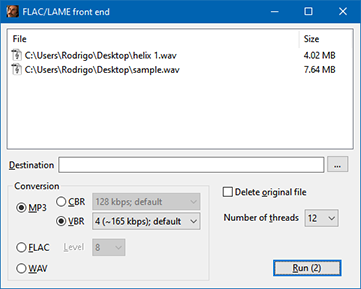 FLAC/LAME front end
File Size
C:\Users\Rodrigo\Desktop\helix 1.wav 4.02 MB
C:\Users\Rodrigo\Desktop\sample.wav 7.64 MB
Destination ...
Conversion
MP3 CBR 128 kbps; default Delete original file
VBR 4 (~165 kbps); default Number of threads 12
FLAC Level 8
WAV Run (2)